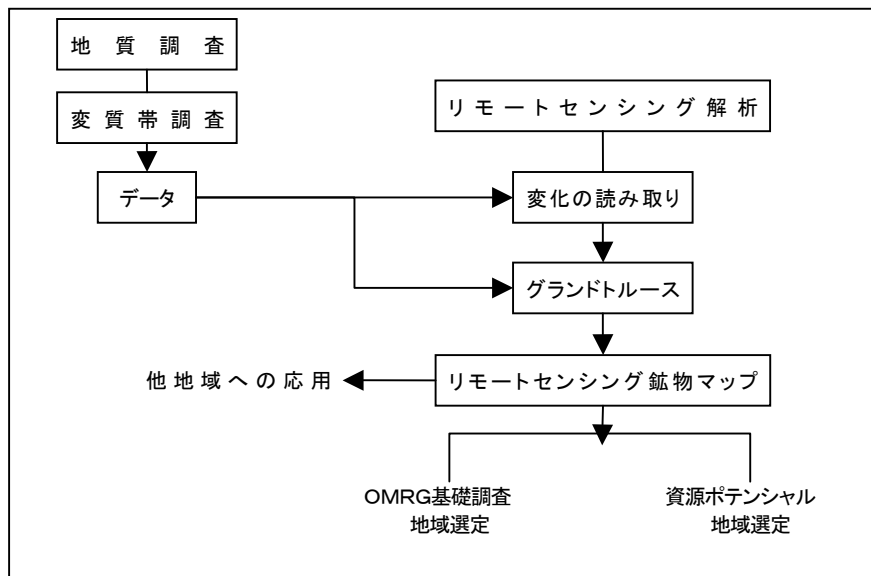 地質調査
変質帯調査
データ
リモートセンシング解析
変化の読み取り
グランドトルース
リモートセンシング鉱物マップ
他地域への応用
OMRG基礎調査
地域選定
資源ポテンシャル
地域選定